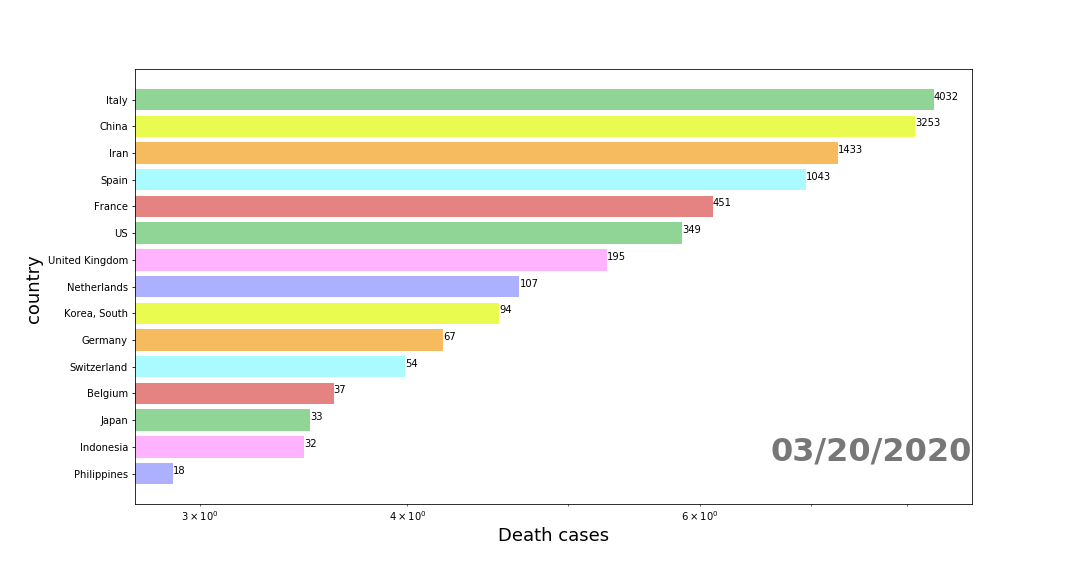 Italy 4032
China 3253
Iran 1433
Spain 1043
France 451
US 349
United Kingdom 195
Netherlands 107
Korea, South 94
Germany 67
Switzerland 54
Belgium 37
Japan 33
Indonesia 32
Philippines 18
03/20/2020
3 × 10⁰ 4 × 10⁰ 6 × 10⁰
Death cases
country